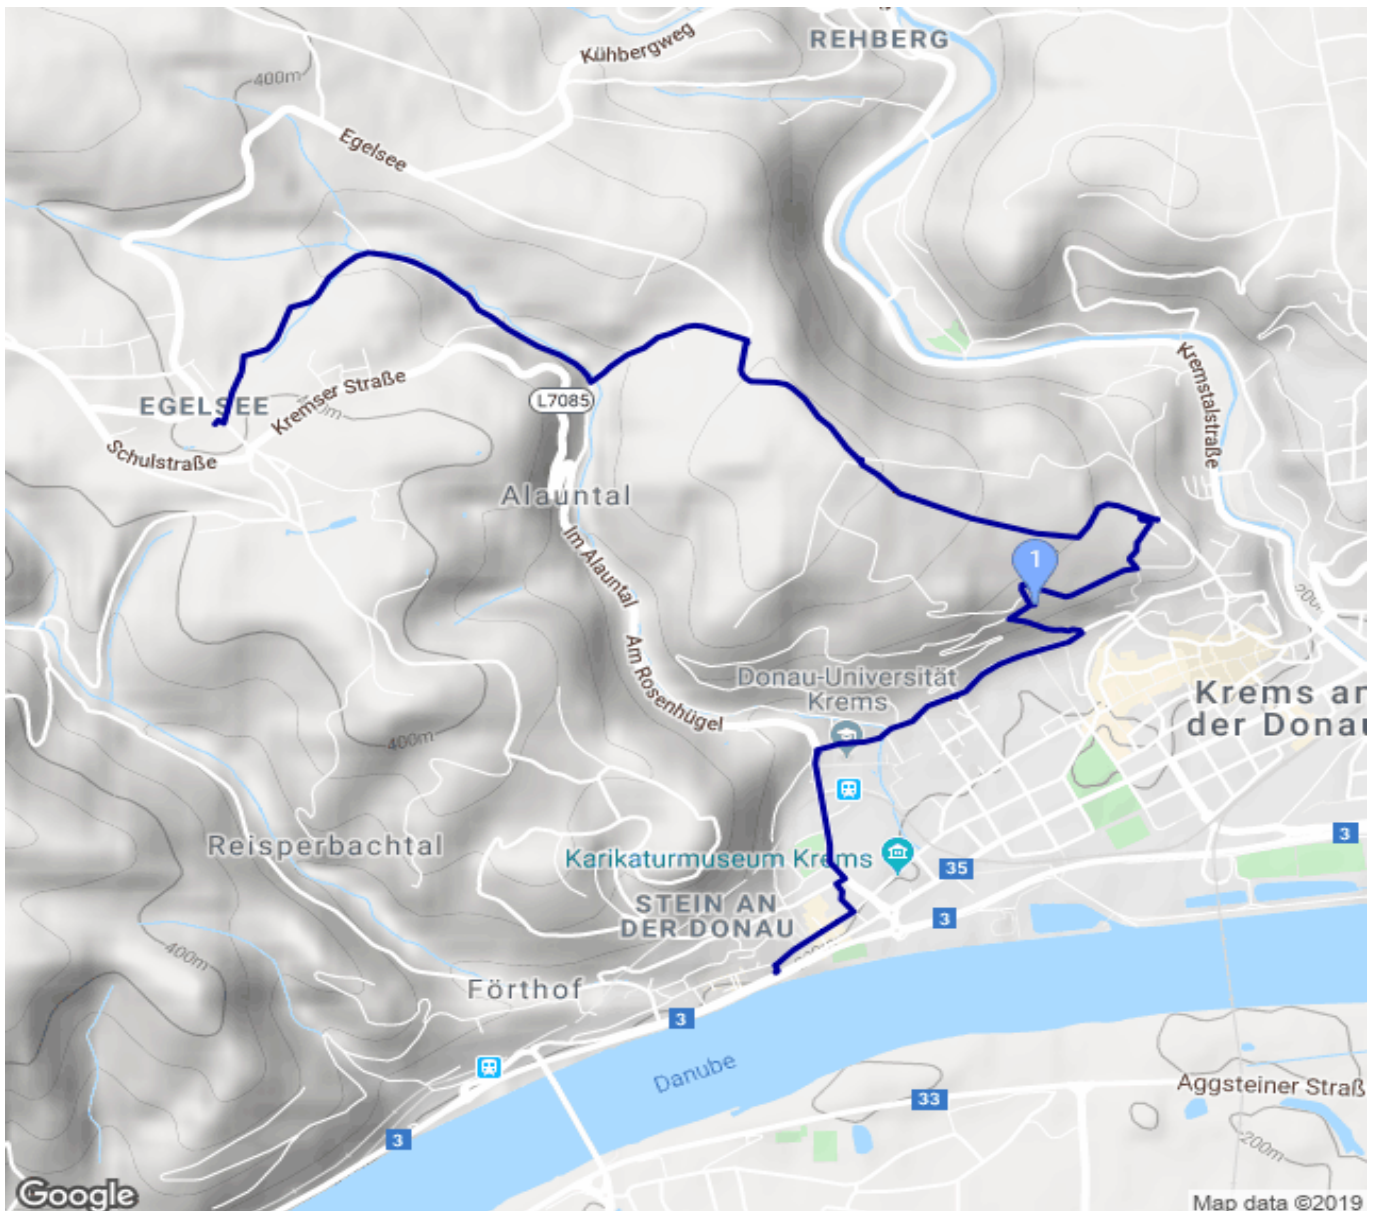 REHBERG
Kühbergweg
400m
Egelsee
Kremstalstraße
EGELSEE
Kremser Straße
L7085
Schulstraße
Alauntal
Im Alauntal
1
Am Rosenhügel
Donau-Universität
Krems
Krems an
der Donau
400m
Reisperbachtal
Karikaturmuseum Krems
35
3
STEIN AN
DER DONAU
3
400m
Förthof
3
Danube
33
Aggsteiner Straß
3
200m
Google
Map data ©2019